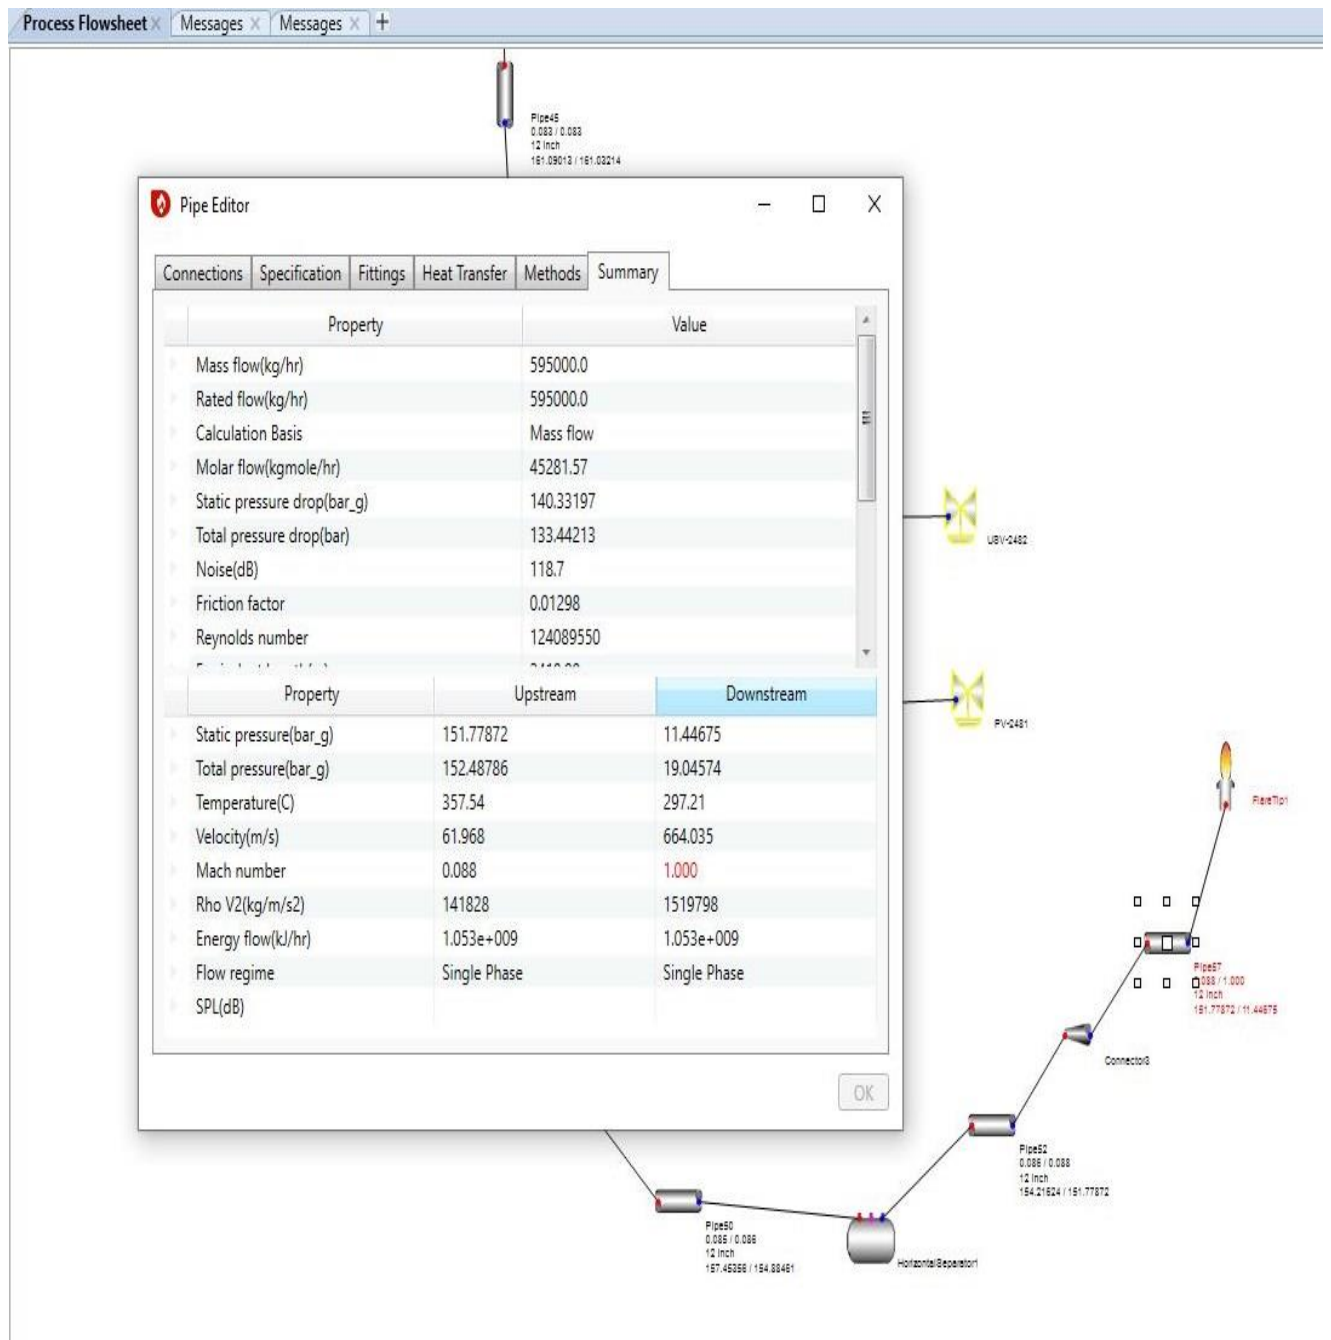 Process Flowsheet
Messages
Messages
Pipe45
0.083 / 0.083
12 inch
161.09013 / 161.03214
Pipe Editor
Connections Specification Fittings Heat Transfer Methods Summary
Property Value
Mass flow(kg/hr) 595000.0
Rated flow(kg/hr) 595000.0
Calculation Basis Mass flow
Molar flow(kgmole/hr) 45281.57
Static pressure drop(bar_g) 140.33197
Total pressure drop(bar) 133.44213
Noise(dB) 118.7
Friction factor 0.01298
Reynolds number 124089550
Property Upstream Downstream
Static pressure(bar_g) 151.77872 11.44675
Total pressure(bar_g) 152.48786 19.04574
Temperature(C) 357.54 297.21
Velocity(m/s) 61.968 664.035
Mach number 0.088 1.000
Rho V2(kg/m/s2) 141828 1519798
Energy flow(kJ/hr) 1.053e+009 1.053e+009
Flow regime Single Phase Single Phase
SPL(dB)
OK
PV-2481
FlareTip1
Pipe57
0.088 / 1.000
12 inch
151.77872 / 11.44675
Connector3
Pipe52
0.086 / 0.088
12 inch
154.21624 / 151.77872
Pipe50
0.085 / 0.086
12 inch
HorizontalSeparator1